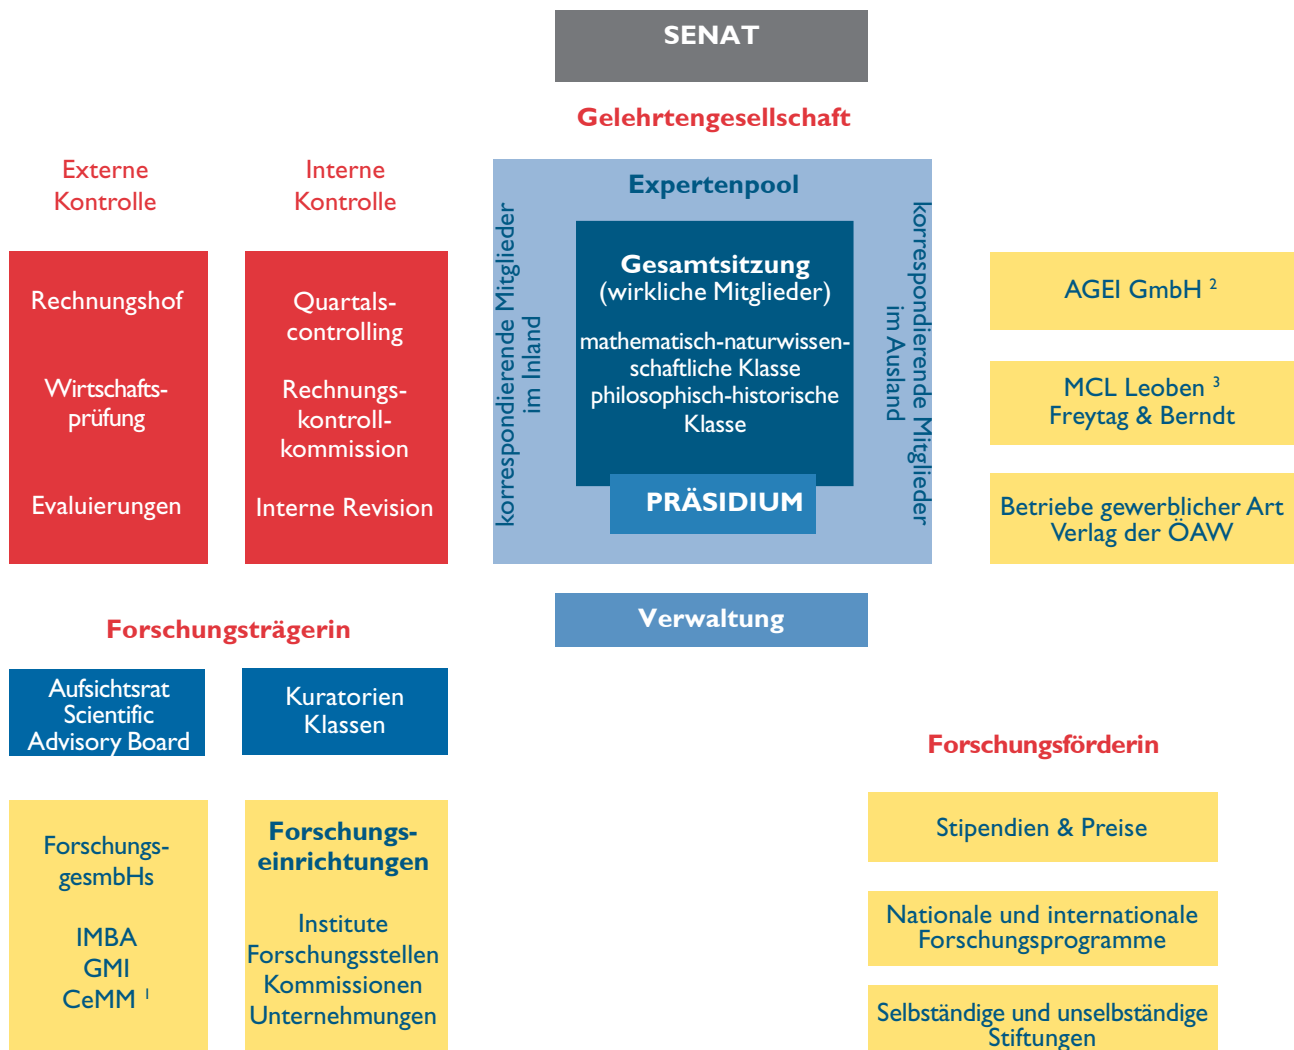 SENAT
Gelehrtengesellschaft
Externe
Kontrolle
Rechnungshof
Wirtschafts-
prüfung
Evaluierungen
Interne
Kontrolle
Quartals-
controlling
Rechnungs-
kontroll-
kommission
Interne Revision
Expertenpool
korrespondierende Mitglieder
im Inland
Gesamtsitzung
(wirkliche Mitglieder)
mathematisch-naturwissen-
schaftliche Klasse
philosophisch-historische
Klasse
PRÄSIDIUM
korrespondierende Mitglieder
im Ausland
AGEI GmbH ²
MCL Leoben ³
Freytag & Berndt
Betriebe gewerblicher Art
Verlag der ÖAW
Verwaltung
Forschungsträgerin
Aufsichtsrat
Scientific
Advisory Board
Kuratorien
Klassen
Forschungs-
gesmbHs
IMBA
GMI
CeMM ¹
Forschungs-
einrichtungen
Institute
Forschungsstellen
Kommissionen
Unternehmungen
Forschungsförderin
Stipendien & Preise
Nationale und internationale
Forschungsprogramme
Selbständige und unselbständige
Stiftungen